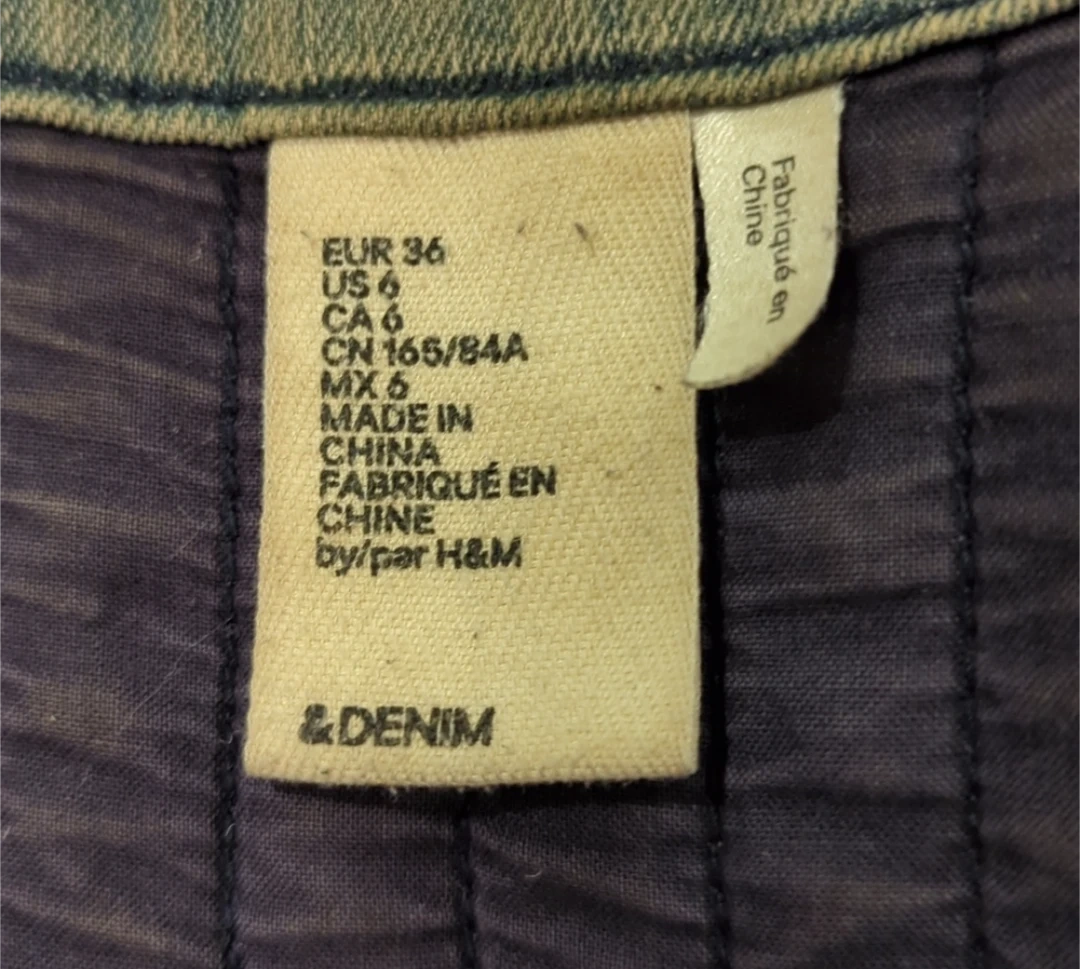 EUR 36
US 6
CA 6
CN 165/84A
MX 6
MADE IN
CHINA
FABRIQUÉ EN
CHINE
by/par H&M
&DENIM
Fabriqué en
Chine